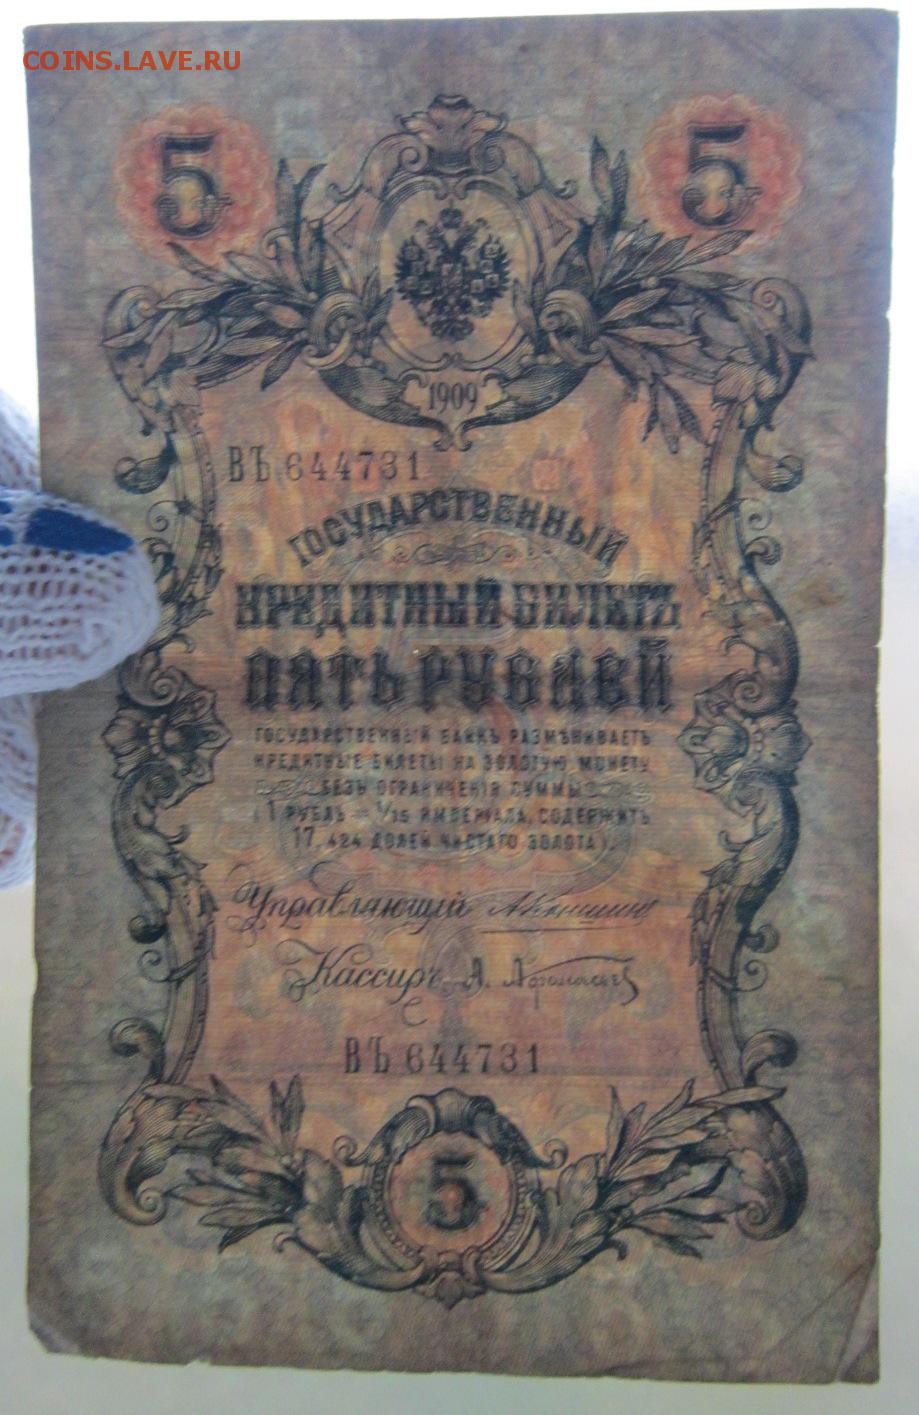 COINS.LAVE.RU
5 5
1909
ВЪ 644731
ГОСУДАРСТВЕННЫЙ
КРЕДИТНЫЙ БИЛЕТЪ
ПЯТЬ РУБЛЕЙ
ГОСУДАРСТВЕННЫЙ БАНКЪ РАЗМѢНИВАЕТЪ
КРЕДИТНЫЕ БИЛЕТЫ НА ЗОЛОТУЮ МОНЕТУ
БЕЗЪ ОГРАНИЧЕНІЯ СУММЫ
(1 РУБЛЬ = 1/15 ИМПЕРІАЛА, СОДЕРЖИТЪ
17,424 ДОЛЕЙ ЧИСТАГО ЗОЛОТА).
Управляющій АКоншинъ
Кассиръ А. Афанасьев
ВЪ 644731
5